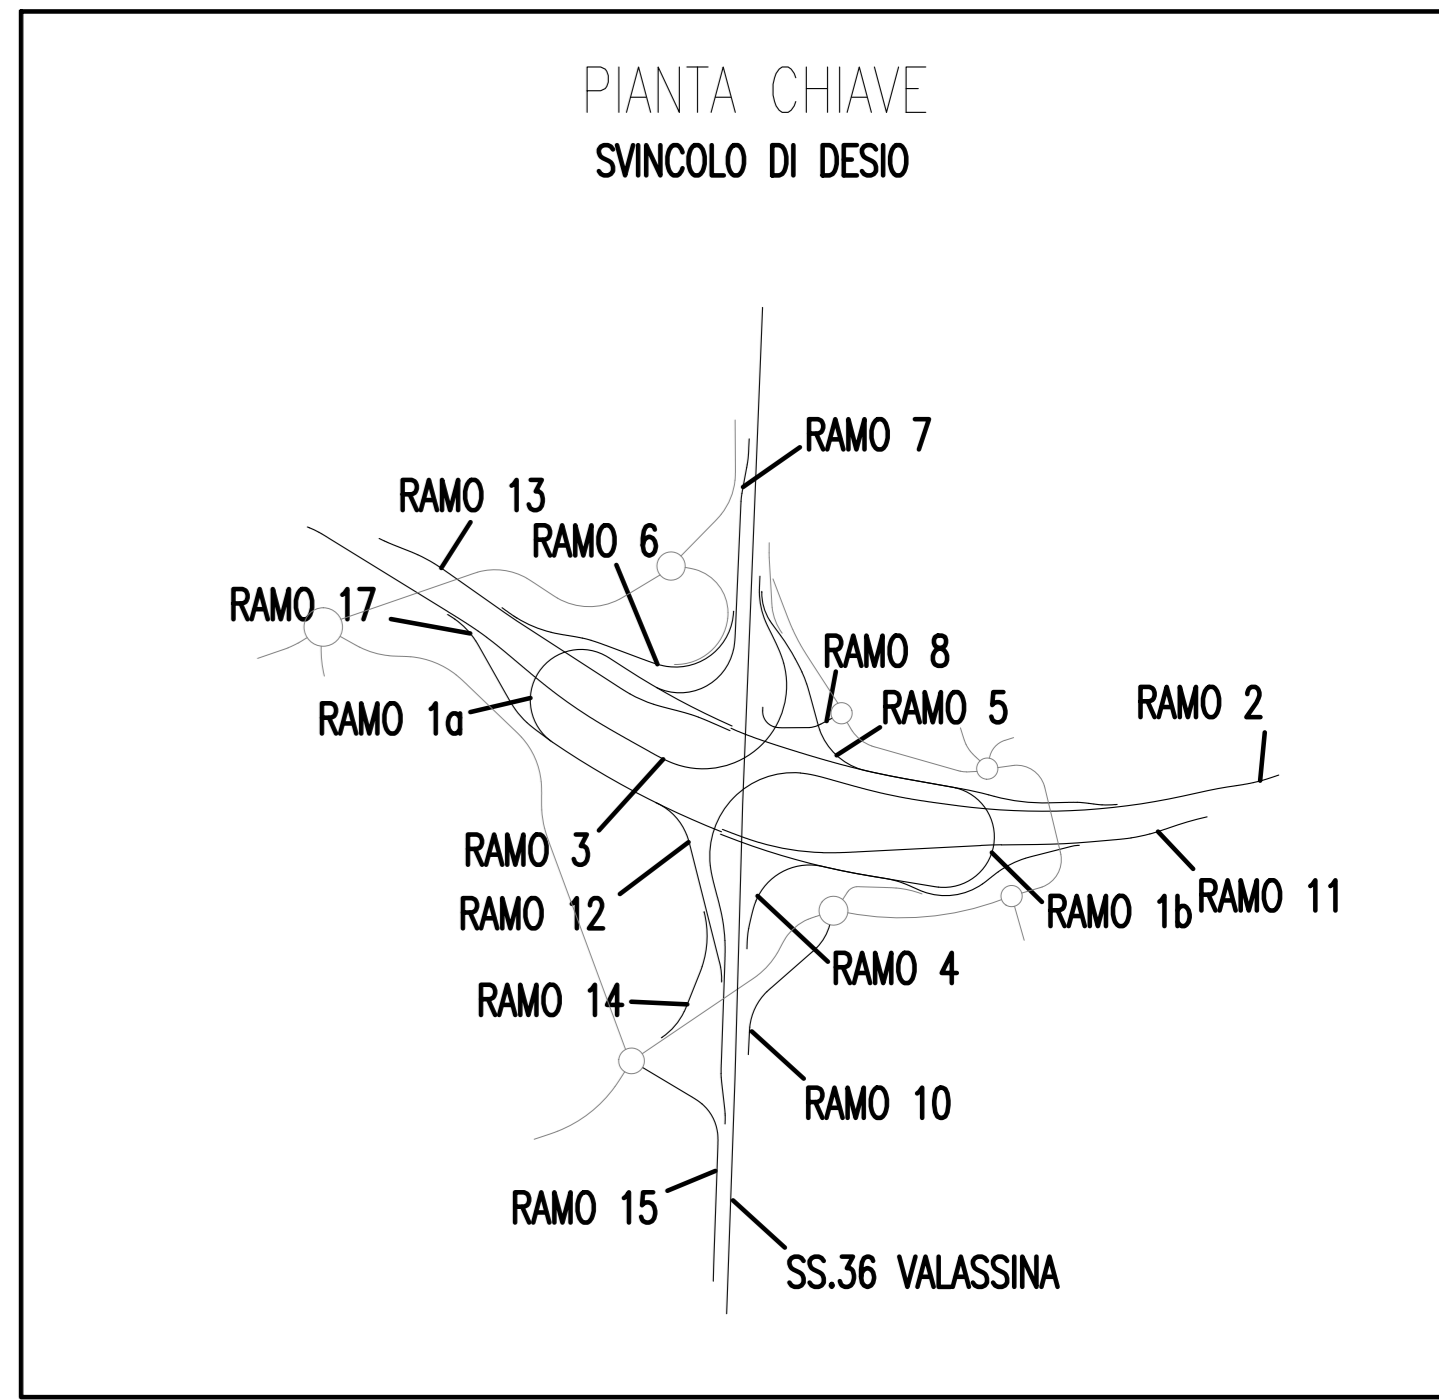 PIANTA CHIAVE
SVINCOLO DI DESIO
RAMO 7
RAMO 13
RAMO 6
RAMO 17
RAMO 8
RAMO 5
RAMO 2
RAMO 1a
RAMO 3
RAMO 12
RAMO 1b
RAMO 11
RAMO 4
RAMO 14
RAMO 10
RAMO 15
SS.36 VALASSINA